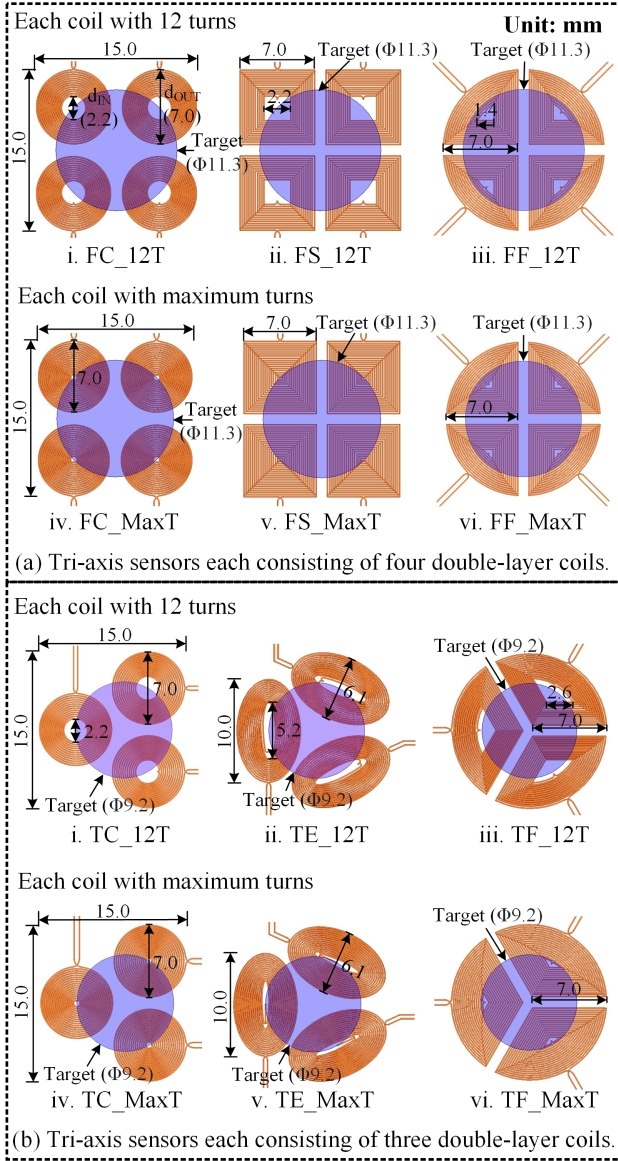 Each coil with 12 turns
Unit: mm
15.0
15.0
d_IN
(2.2)
d_OUT
(7.0)
Target
(Φ11.3)
7.0
2.2
Target (Φ11.3)
Target (Φ11.3)
1.4
7.0
i. FC_12T
ii. FS_12T
iii. FF_12T
Each coil with maximum turns
15.0
15.0
7.0
Target
(Φ11.3)
7.0
Target (Φ11.3)
Target (Φ11.3)
7.0
iv. FC_MaxT
v. FS_MaxT
vi. FF_MaxT
(a) Tri-axis sensors each consisting of four double-layer coils.
Each coil with 12 turns
15.0
15.0
7.0
2.2
Target (Φ9.2)
10.0
5.2
6.1
Target (Φ9.2)
Target (Φ9.2)
2.6
7.0
i. TC_12T
ii. TE_12T
iii. TF_12T
Each coil with maximum turns
15.0
15.0
7.0
Target (Φ9.2)
10.0
6.1
Target (Φ9.2)
Target (Φ9.2)
7.0
iv. TC_MaxT
v. TE_MaxT
vi. TF_MaxT
(b) Tri-axis sensors each consisting of three double-layer coils.